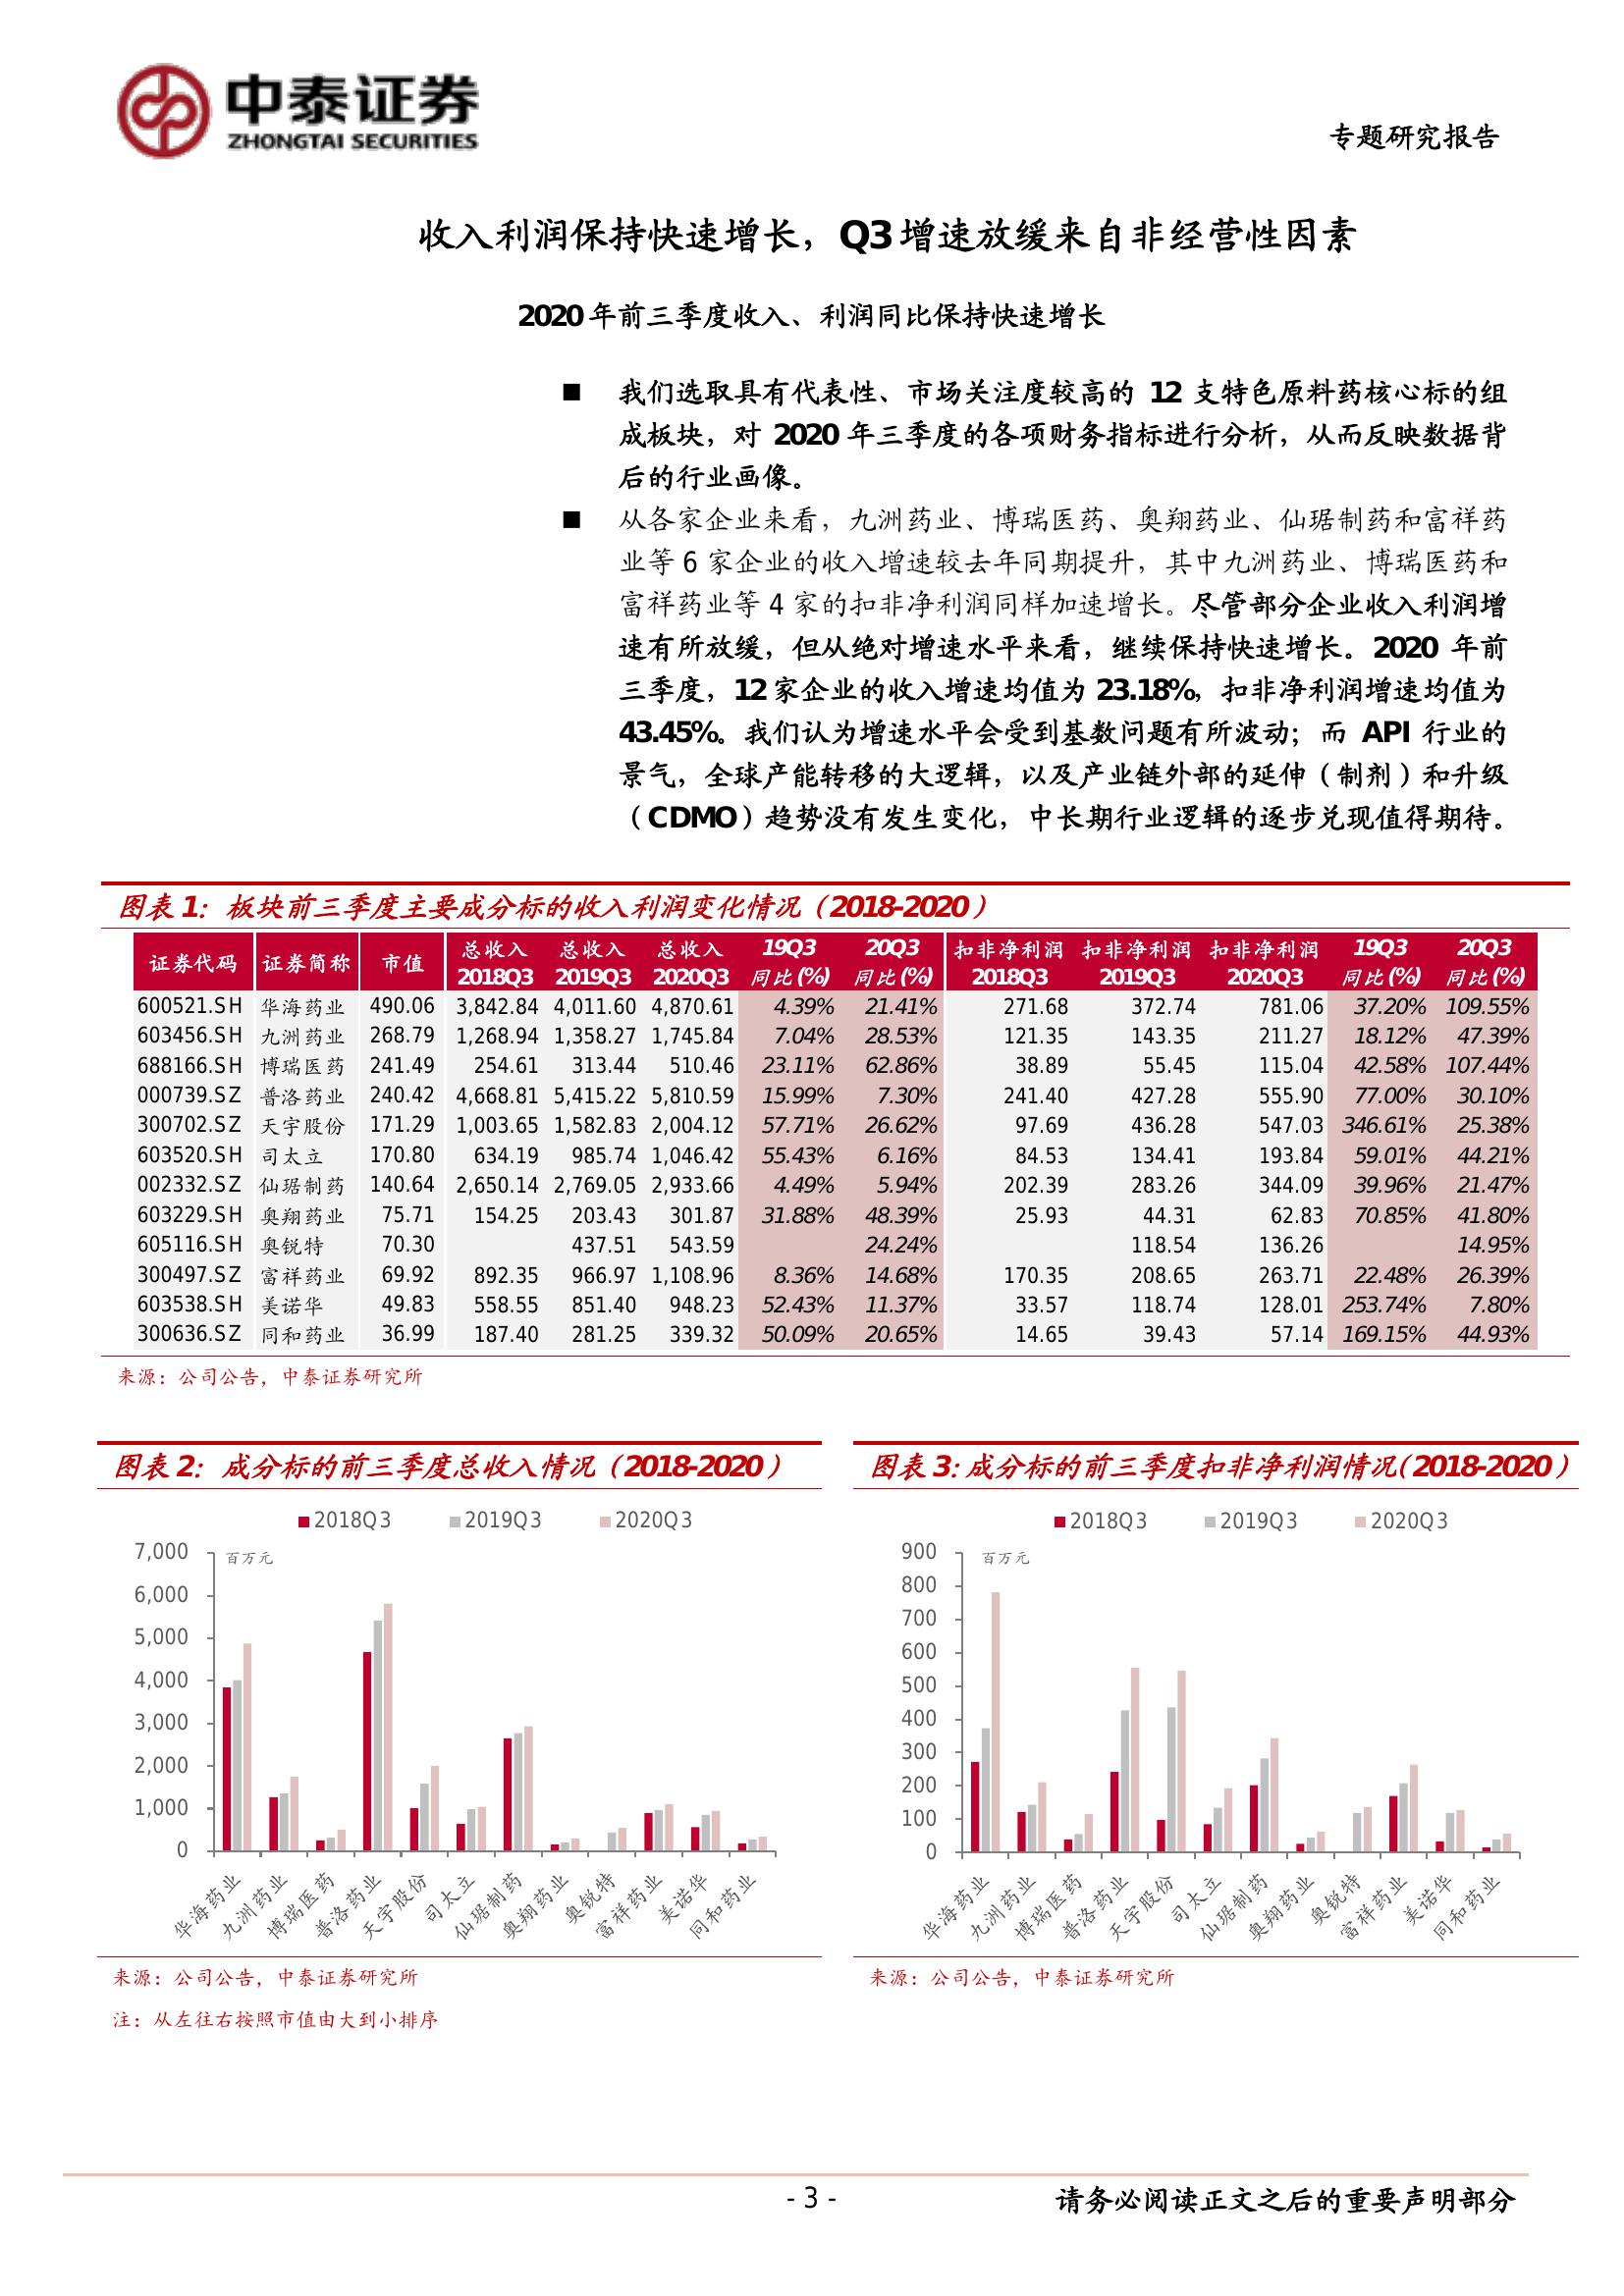 中泰证券
ZHONGTAI SECURITIES
专题研究报告
收入利润保持快速增长，Q3 增速放缓来自非经营性因素
2020 年前三季度收入、利润同比保持快速增长
■ 我们选取具有代表性、市场关注度较高的 12 支特色原料药核心标的组
成板块，对 2020 年三季度的各项财务指标进行分析，从而反映数据背
后的行业画像。
■ 从各家企业来看，九洲药业、博瑞医药、奥翔药业、仙琚制药和富祥药
业等 6 家企业的收入增速较去年同期提升，其中九洲药业、博瑞医药和
富祥药业等 4 家的扣非净利润同样加速增长。尽管部分企业收入利润增
速有所放缓，但从绝对增速水平来看，继续保持快速增长。2020 年前
三季度，12 家企业的收入增速均值为 23.18%，扣非净利润增速均值为
43.45%。我们认为增速水平会受到基数问题有所波动；而 API 行业的
景气，全球产能转移的大逻辑，以及产业链外部的延伸（制剂）和升级
（CDMO）趋势没有发生变化，中长期行业逻辑的逐步兑现值得期待。
图表 1：板块前三季度主要成分标的收入利润变化情况（2018-2020）
证券代码 证券简称 市值 总收入 2018Q3 总收入 2019Q3 总收入 2020Q3 19Q3 同比(%) 20Q3 同比(%) 扣非净利润 2018Q3 扣非净利润 2019Q3 扣非净利润 2020Q3 19Q3 同比(%) 20Q3 同比(%)
600521.SH 华海药业 490.06 3,842.84 4,011.60 4,870.61 4.39% 21.41% 271.68 372.74 781.06 37.20% 109.55%
603456.SH 九洲药业 268.79 1,268.94 1,358.27 1,745.84 7.04% 28.53% 121.35 143.35 211.27 18.12% 47.39%
688166.SH 博瑞医药 241.49 254.61 313.44 510.46 23.11% 62.86% 38.89 55.45 115.04 42.58% 107.44%
000739.SZ 普洛药业 240.42 4,668.81 5,415.22 5,810.59 15.99% 7.30% 241.40 427.28 555.90 77.00% 30.10%
300702.SZ 天宇股份 171.29 1,003.65 1,582.83 2,004.12 57.71% 26.62% 97.69 436.28 547.03 346.61% 25.38%
603520.SH 司太立 170.80 634.19 985.74 1,046.42 55.43% 6.16% 84.53 134.41 193.84 59.01% 44.21%
002332.SZ 仙琚制药 140.64 2,650.14 2,769.05 2,933.66 4.49% 5.94% 202.39 283.26 344.09 39.96% 21.47%
603229.SH 奥翔药业 75.71 154.25 203.43 301.87 31.88% 48.39% 25.93 44.31 62.83 70.85% 41.80%
605116.SH 奥锐特 70.30 437.51 543.59 24.24% 118.54 136.26 14.95%
300497.SZ 富祥药业 69.92 892.35 966.97 1,108.96 8.36% 14.68% 170.35 208.65 263.71 22.48% 26.39%
603538.SH 美诺华 49.83 558.55 851.40 948.23 52.43% 11.37% 33.57 118.74 128.01 253.74% 7.80%
300636.SZ 同和药业 36.99 187.40 281.25 339.32 50.09% 20.65% 14.65 39.43 57.14 169.15% 44.93%
来源：公司公告，中泰证券研究所
图表 2：成分标的前三季度总收入情况（2018-2020）
2018Q3 2019Q3 2020Q3
百万元
7,000
6,000
5,000
4,000
3,000
2,000
1,000
0
华海药业 九洲药业 博瑞医药 普洛药业 天宇股份 司太立 仙琚制药 奥翔药业 奥锐特 富祥药业 美诺华 同和药业
来源：公司公告，中泰证券研究所
注：从左往右按照市值由大到小排序
图表 3：成分标的前三季度扣非净利润情况(2018-2020）
2018Q3 2019Q3 2020Q3
百万元
900
800
700
600
500
400
300
200
100
0
华海药业 九洲药业 博瑞医药 普洛药业 天宇股份 司太立 仙琚制药 奥翔药业 奥锐特 富祥药业 美诺华 同和药业
来源：公司公告，中泰证券研究所
- 3 -
请务必阅读正文之后的重要声明部分